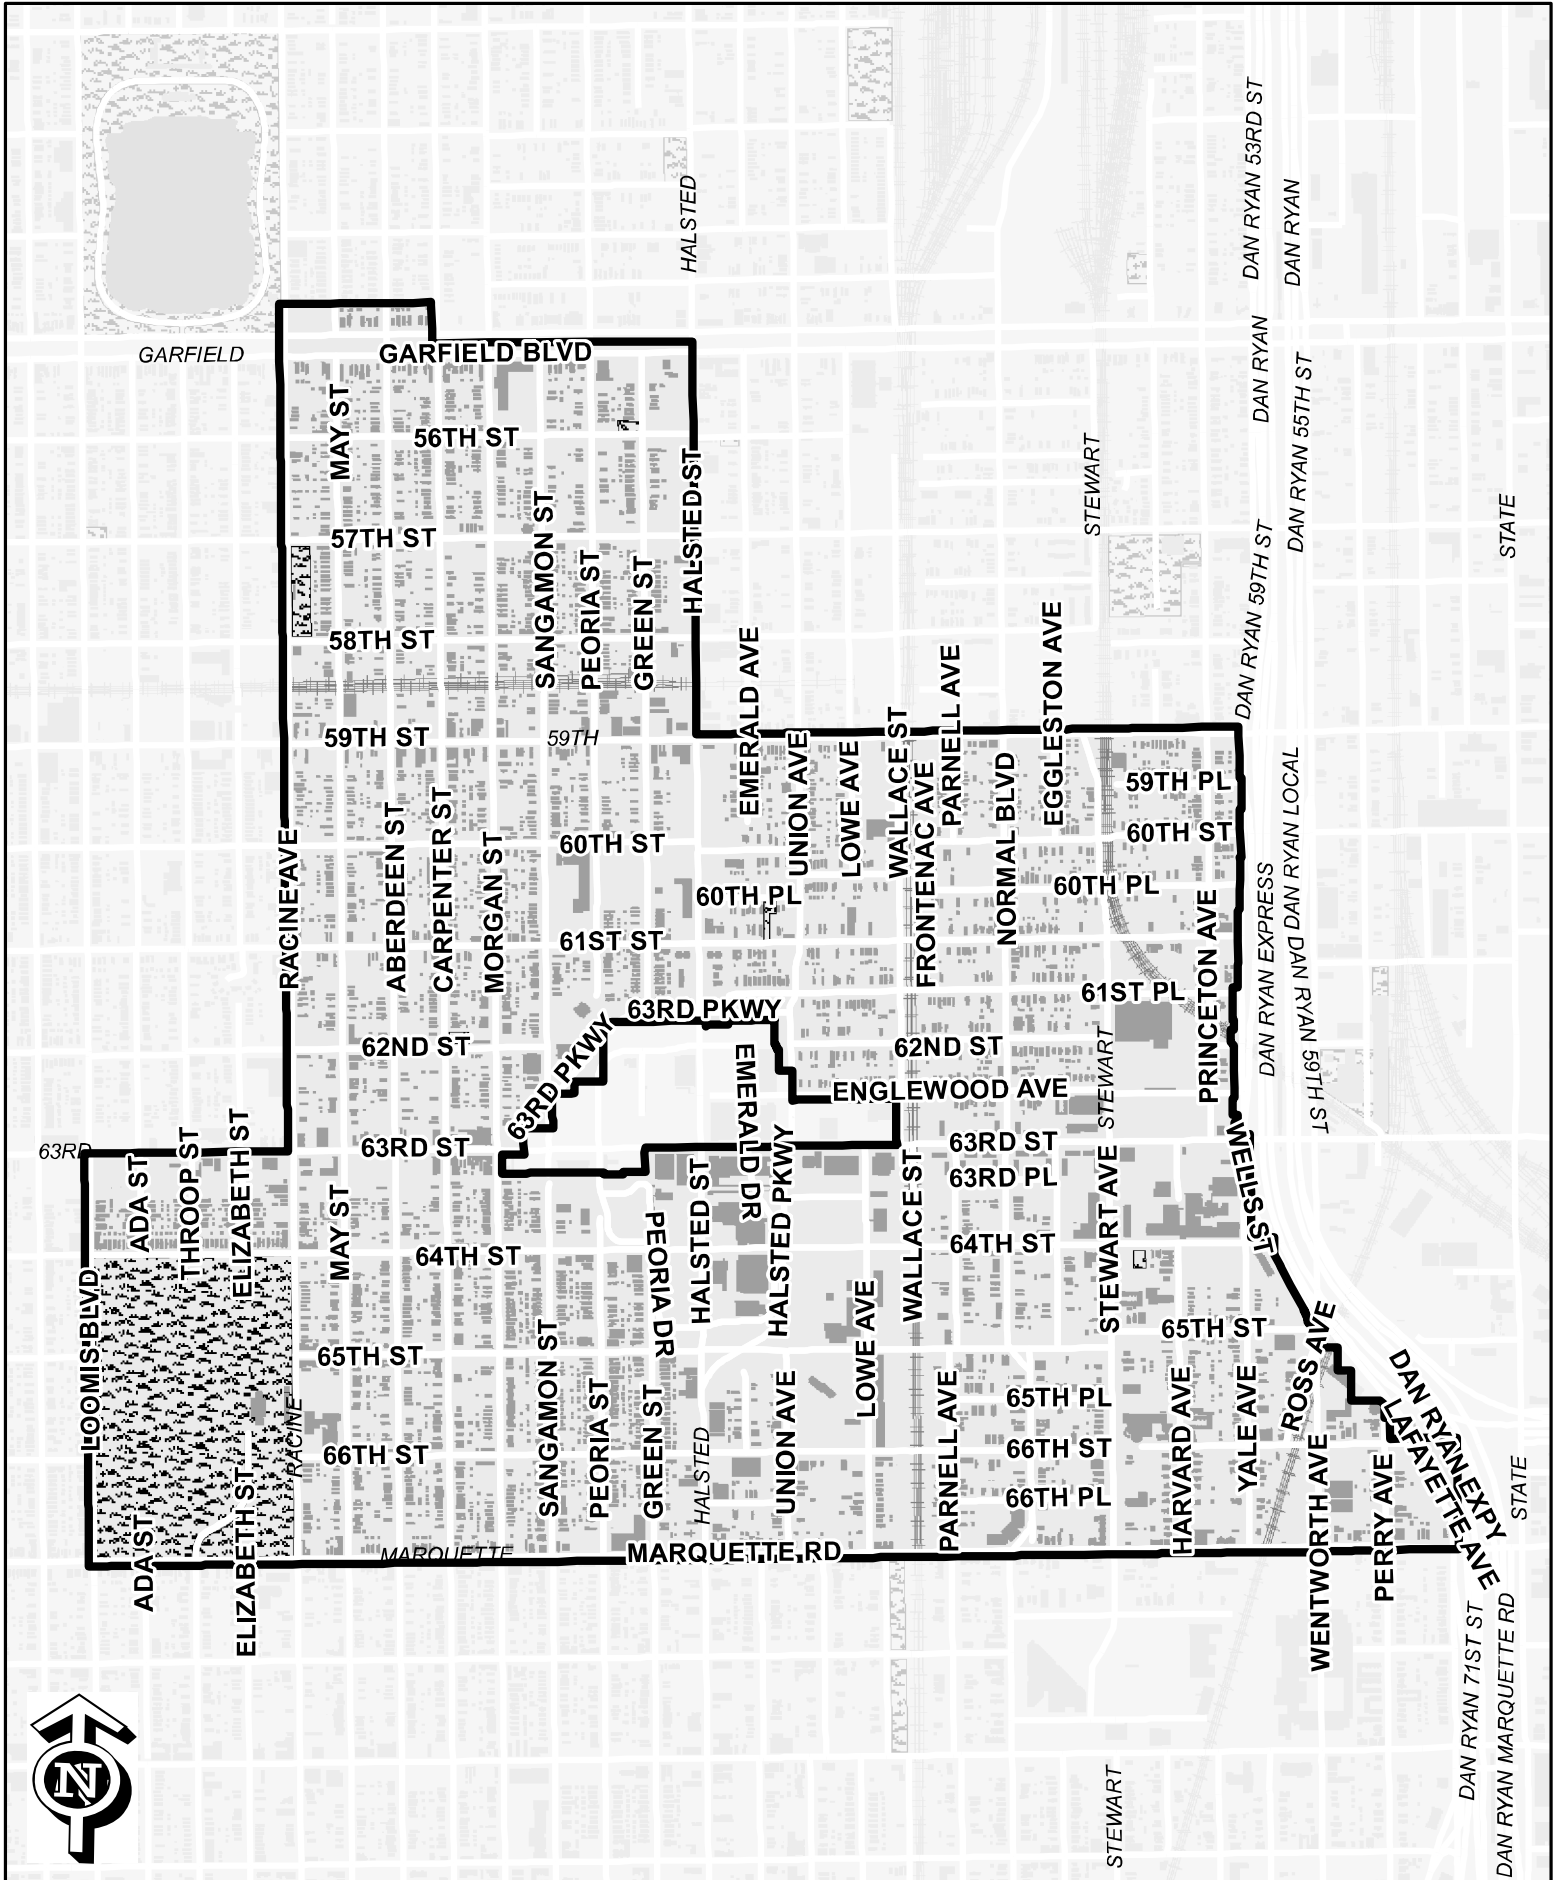 DAN RYAN 53RD ST
HALSTED
DAN RYAN
GARFIELD
GARFIELD BLVD
DAN RYAN
DAN RYAN 55TH ST
MAY ST
56TH ST
STEWART
HALSTED ST
STATE
57TH ST
SANGAMON ST
PEORIA ST
GREEN ST
DAN RYAN 59TH ST
58TH ST
EMERALD AVE
PARNELL AVE
EGGLESTON AVE
59TH ST
59TH
UNION AVE
LOWE AVE
WALLACE ST
FRONTENAC AVE
NORMAL BLVD
59TH PL
DAN RYAN LOCAL
RACINE AVE
ABERDEEN ST
CARPENTER ST
MORGAN ST
60TH ST
60TH ST
60TH PL
60TH PL
PRINCETON AVE
DAN RYAN EXPRESS
61ST ST
61ST PL
DAN RYAN 59TH ST
63RD PKWY
63RD PKWY
62ND ST
62ND ST
EMERALD DR
STEWART
ENGLEWOOD AVE
63RD
ADA ST
THROOP ST
ELIZABETH ST
63RD ST
63RD ST
HALSTED ST
HALSTED PKWY
WALLACE ST
63RD PL
STEWART AVE
WELLS ST
MAY ST
PEORIA DR
64TH ST
64TH ST
LOOMIS BLVD
LOWE AVE
ROSS AVE
65TH ST
65TH ST
SANGAMON ST
PEORIA ST
GREEN ST
UNION AVE
PARNELL AVE
65TH PL
HARVARD AVE
YALE AVE
DAN RYAN EXPY
LAFAYETTE AVE
RACINE
HALSTED
66TH ST
66TH ST
WENTWORTH AVE
PERRY AVE
STATE
ADA ST
ELIZABETH ST
66TH PL
MARQUETTE
MARQUETTE RD
DAN RYAN 71ST ST
DAN RYAN MARQUETTE RD
N
STEWART